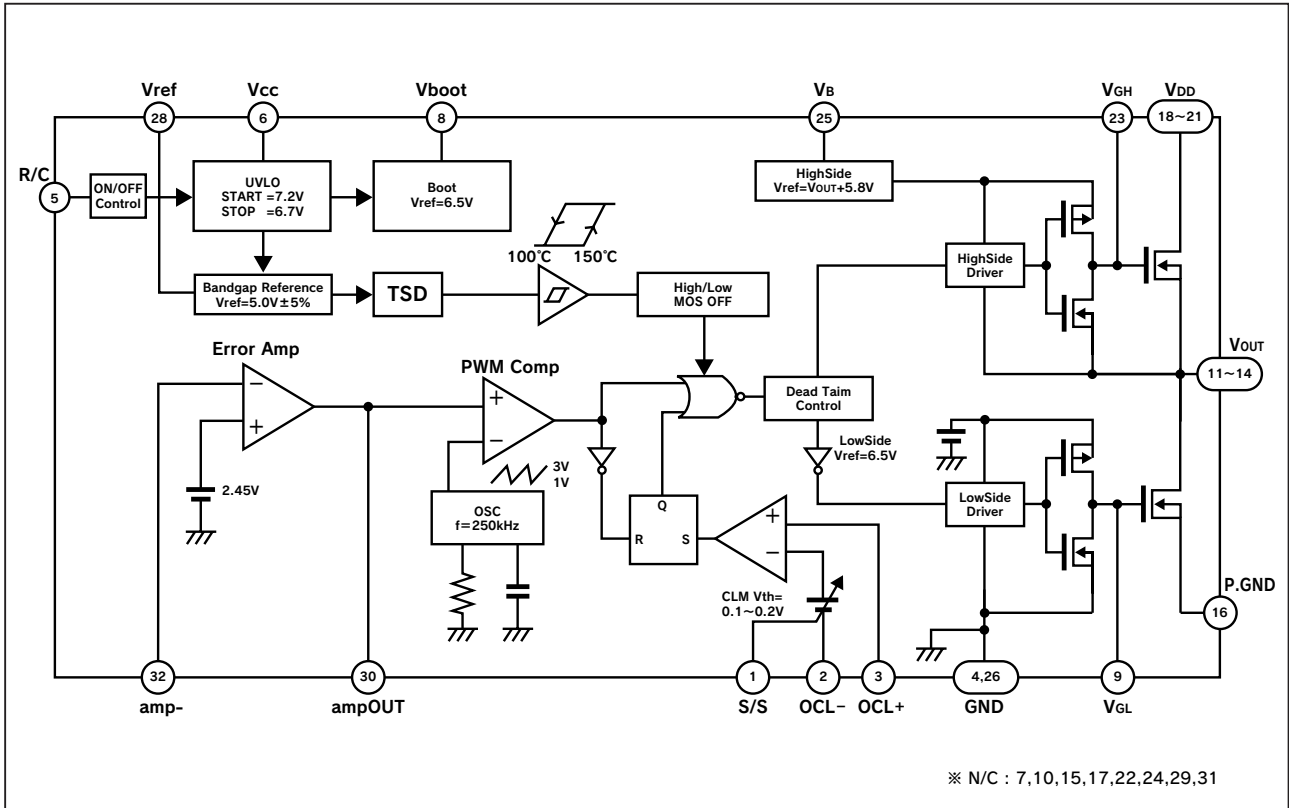 Vref
Vcc
Vboot
VB
VGH
VDD
28
6
8
25
23
18~21
R/C
5
ON/OFF
Control
UVLO
START =7.2V
STOP =6.7V
Boot
Vref=6.5V
HighSide
Vref=VOUT+5.8V
100℃
150℃
Bandgap Reference
Vref=5.0V±5%
TSD
High/Low
MOS OFF
HighSide
Driver
Error Amp
PWM Comp
VOUT
11~14
−
+
2.45V
+
−
3V
1V
OSC
f=250kHz
Dead Taim
Control
LowSide
Vref=6.5V
LowSide
Driver
Q
R
S
+
−
CLM Vth=
0.1~0.2V
P.GND
16
32
30
1
2
3
4,26
9
amp-
ampOUT
S/S
OCL−
OCL+
GND
VGL
※ N/C : 7,10,15,17,22,24,29,31